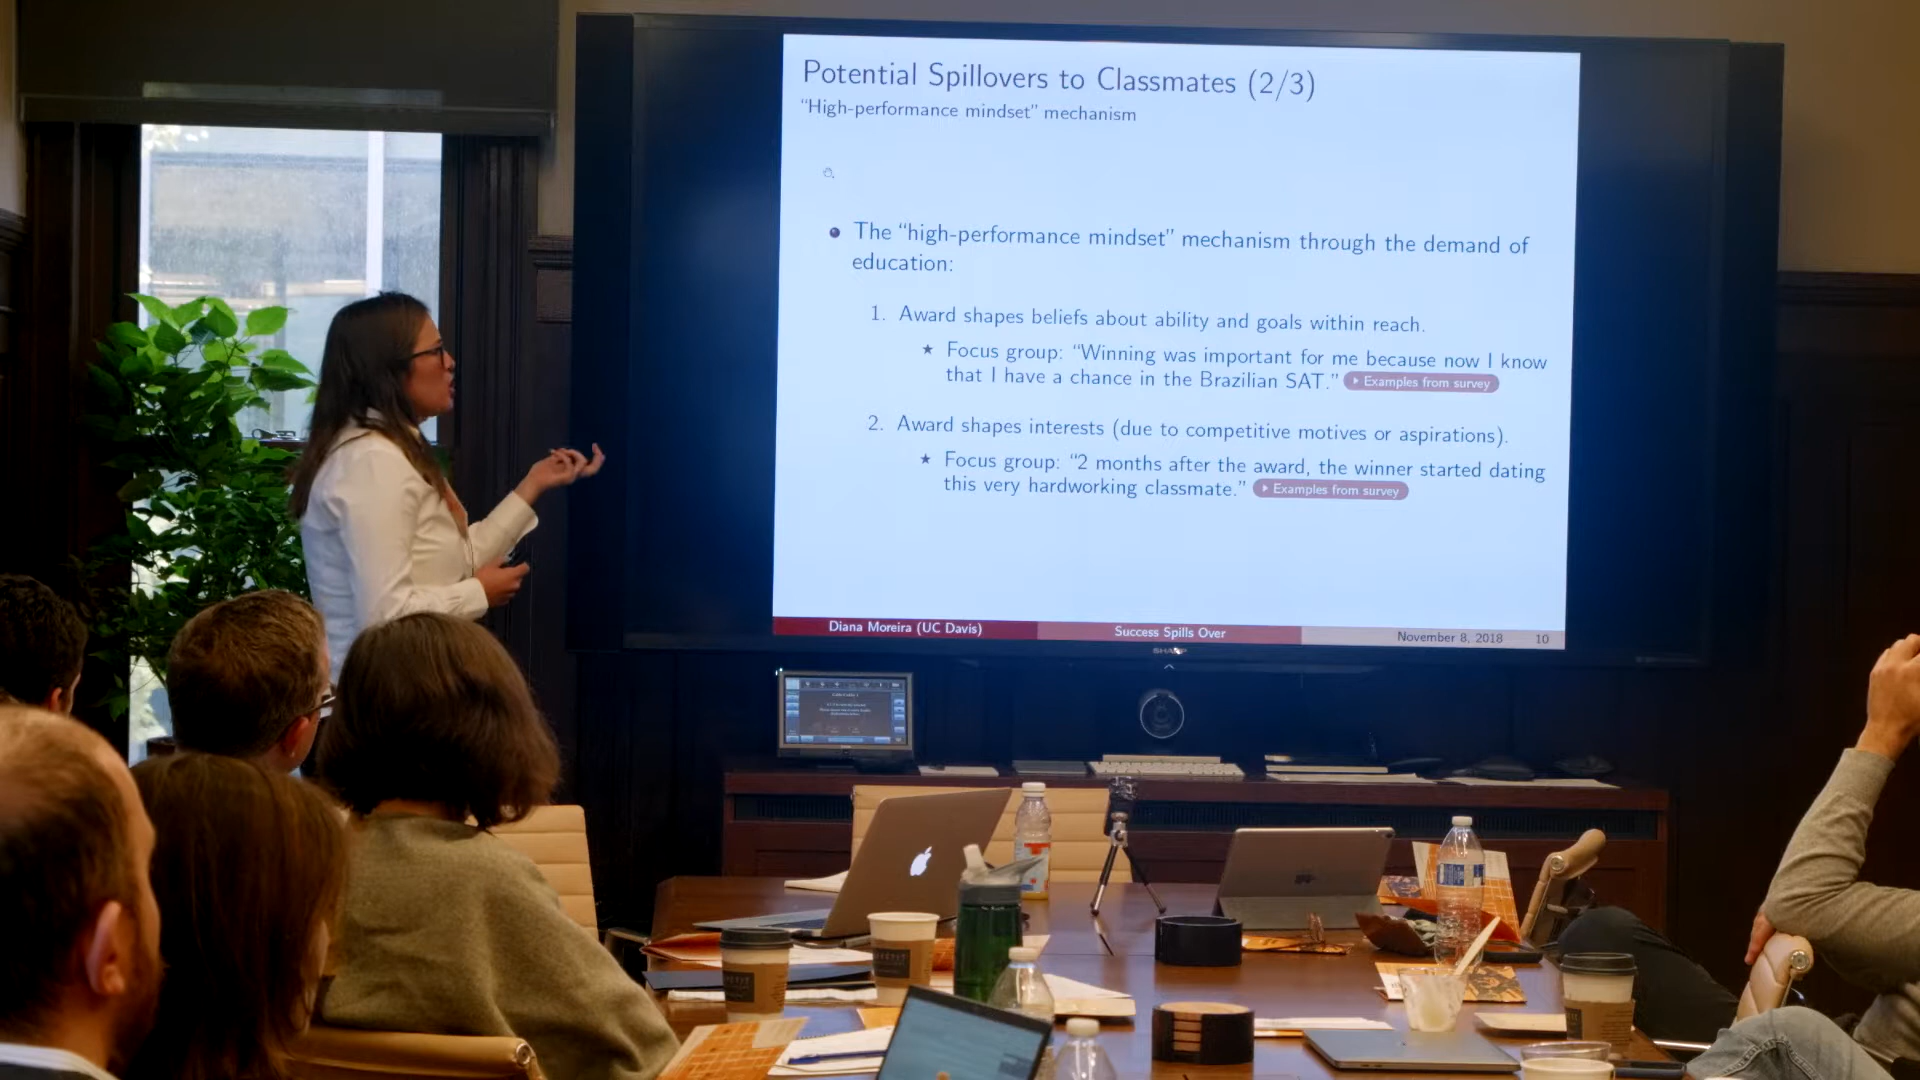 Potential Spillovers to Classmates (2/3)
“High-performance mindset” mechanism
The “high-performance mindset” mechanism through the demand of
education:
1. Award shapes beliefs about ability and goals within reach.
Focus group: “Winning was important for me because now I know
that I have a chance in the Brazilian SAT.” Examples from survey
2. Award shapes interests (due to competitive motives or aspirations).
Focus group: “2 months after the award, the winner started dating
this very hardworking classmate.” Examples from survey
Diana Moreira (UC Davis) Success Spills Over November 8, 2018 10
SHARP